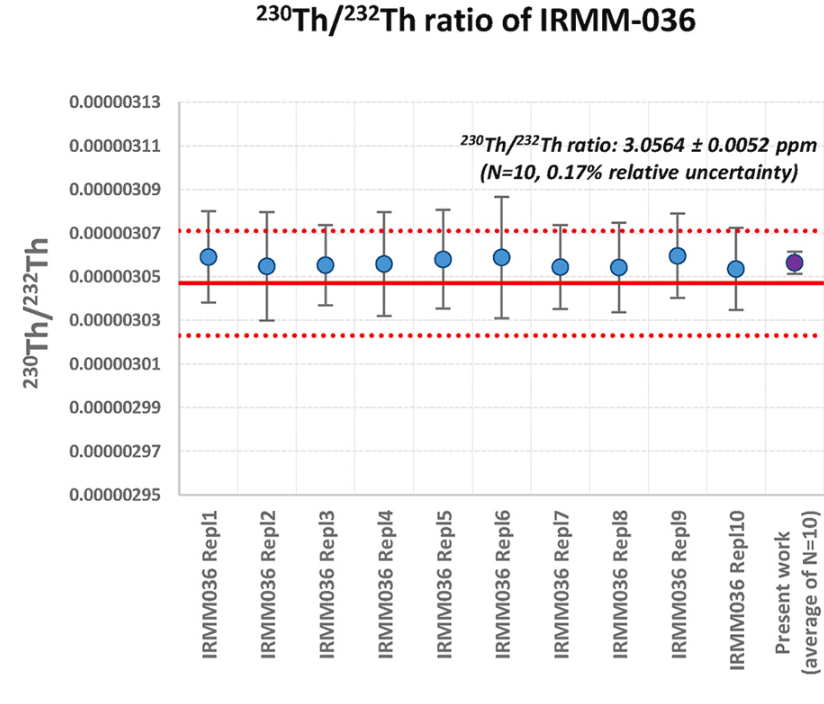 ²³⁰Th/²³²Th ratio of IRMM-036
²³⁰Th/²³²Th ratio: 3.0564 ± 0.0052 ppm
(N=10, 0.17% relative uncertainty)
²³⁰Th/²³²Th
0.00000313
0.00000311
0.00000309
0.00000307
0.00000305
0.00000303
0.00000301
0.00000299
0.00000297
0.00000295
IRMM036 Repl1
IRMM036 Repl2
IRMM036 Repl3
IRMM036 Repl4
IRMM036 Repl5
IRMM036 Repl6
IRMM036 Repl7
IRMM036 Repl8
IRMM036 Repl9
IRMM036 Repl10
Present work
(average of N=10)